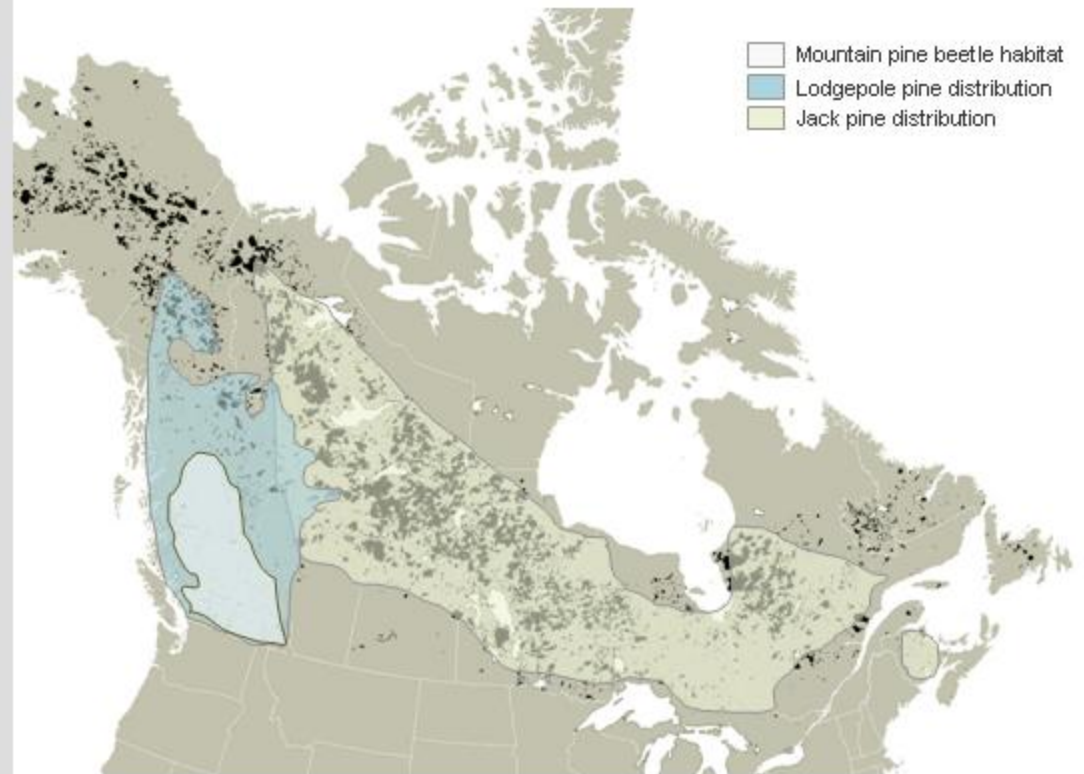 Mountain pine beetle habitat
Lodgepole pine distribution
Jack pine distribution